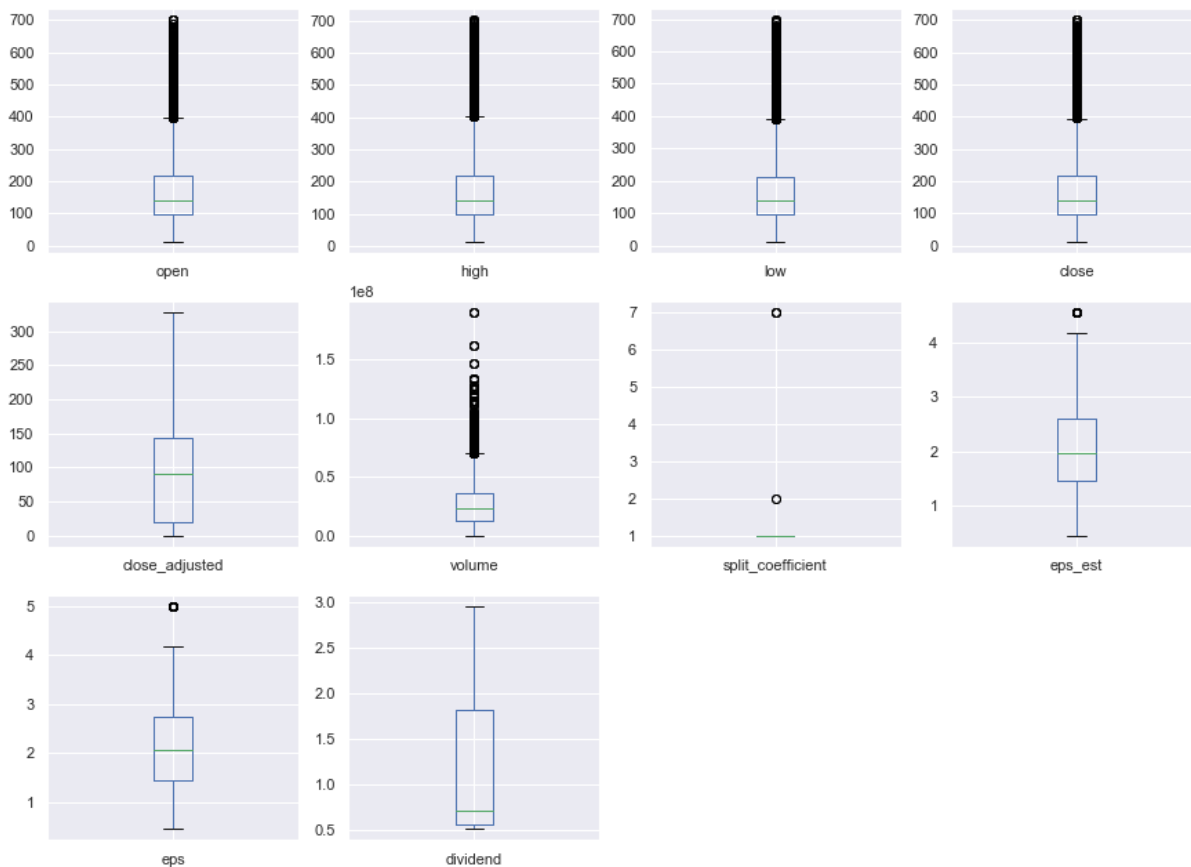 700 700 700 700
600 600 600 600
500 500 500 500
400 400 400 400
300 300 300 300
200 200 200 200
100 100 100 100
0 0 0 0
open high low close
1e8
300 250 200 150 100 50 0
close_adjusted
1.5 1.0 0.5 0.0
volume
7 6 5 4 3 2 1
split_coefficient
4 3 2 1
eps_est
5 4 3 2 1
eps
3.0 2.5 2.0 1.5 1.0 0.5
dividend